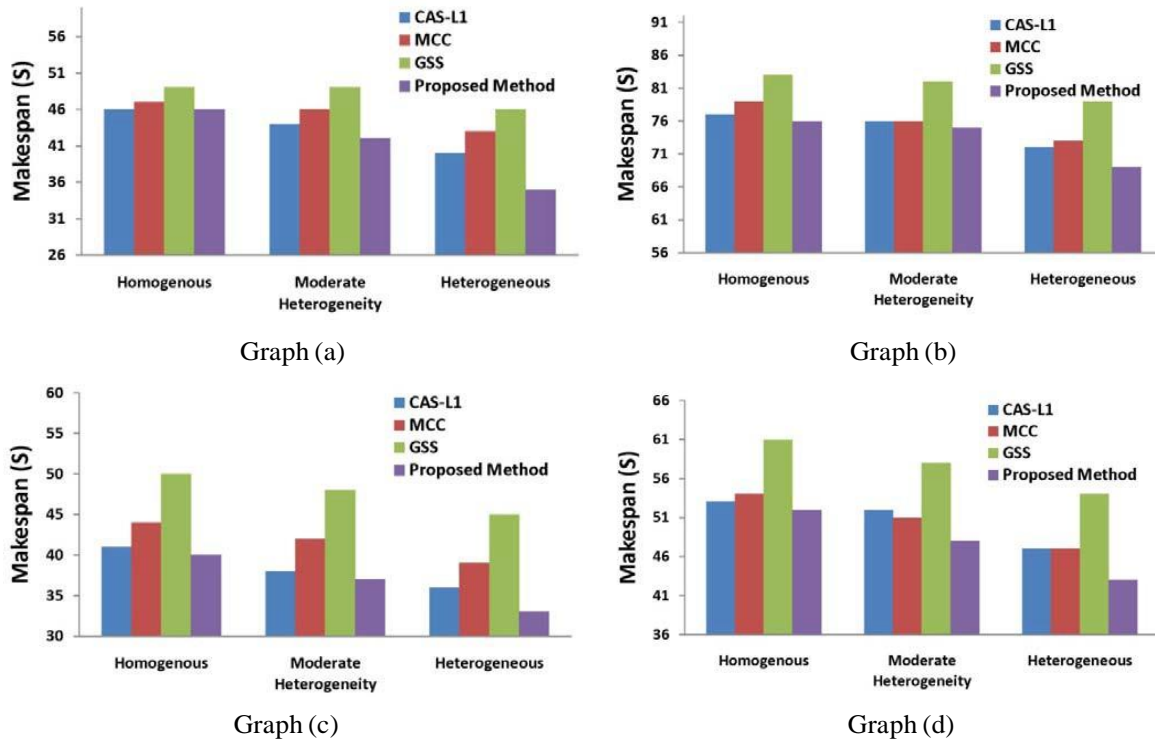 Makespan (S)
56
51
46
41
36
31
26
CAS-L1
MCC
GSS
Proposed Method
Homogenous
Moderate
Heterogeneity
Heterogeneous
Graph (a)
Makespan (S)
91
86
81
76
71
66
61
56
CAS-L1
MCC
GSS
Proposed Method
Homogenous
Moderate
Heterogeneity
Heterogeneous
Graph (b)
Makespan (S)
60
55
50
45
40
35
30
CAS-L1
MCC
GSS
Proposed Method
Homogenous
Moderate
Heterogeneity
Heterogeneous
Graph (c)
Makespan (S)
66
61
56
51
46
41
36
CAS-L1
MCC
GSS
Proposed Method
Homogenous
Moderate
Heterogeneity
Heterogeneous
Graph (d)